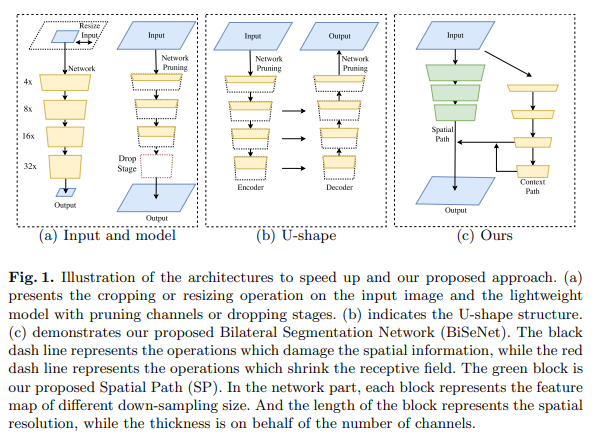 Resize
Input
Network
4x
8x
16x
32x
Output
Input
Network
Pruning
Drop
Stage
Output
(a) Input and model
Input
Network
Pruning
Encoder
Output
Network
Pruning
Decoder
(b) U-shape
Input
Spatial
Path
Context
Path
Output
(c) Ours
Fig. 1. Illustration of the architectures to speed up and our proposed approach. (a)
presents the cropping or resizing operation on the input image and the lightweight
model with pruning channels or dropping stages. (b) indicates the U-shape structure.
(c) demonstrates our proposed Bilateral Segmentation Network (BiSeNet). The black
dash line represents the operations which damage the spatial information, while the red
dash line represents the operations which shrink the receptive field. The green block is
our proposed Spatial Path (SP). In the network part, each block represents the feature
map of different down-sampling size. And the length of the block represents the spatial
resolution, while the thickness is on behalf of the number of channels.